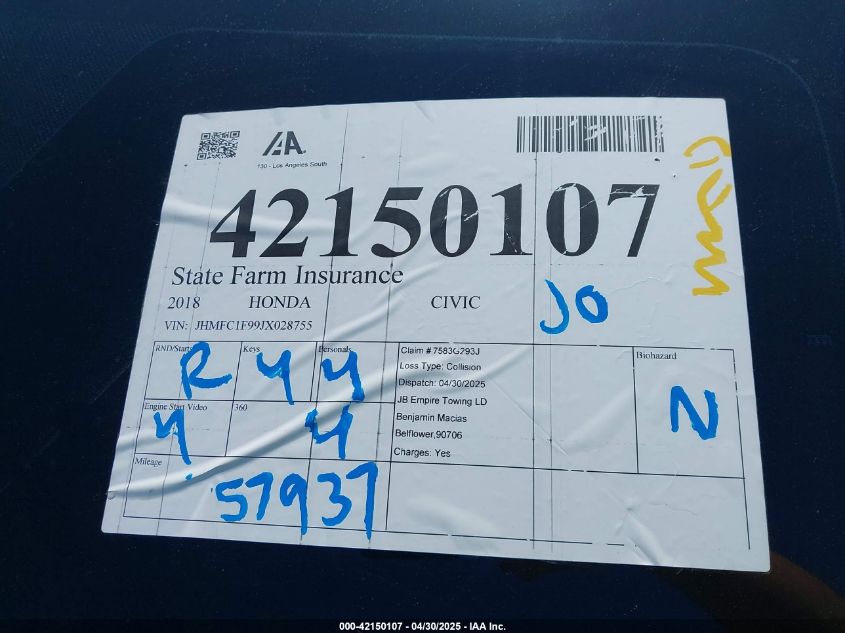 IAA
730 - Los Angeles South
42150107
State Farm Insurance
2018 HONDA CIVIC
JO
VIN: JHMFC1F99JX028755
RND/Starts Keys Personals
R Y Y
Claim # 7583G293J
Loss Type: Collision
Dispatch: 04/30/2025
JB Empire Towing LD
Benjamin Macias
Belflower,90706
Charges: Yes
Biohazard
N
Engine Start Video 360
Y Y
Mileage
57937
000-42150107 - 04/30/2025 - IAA Inc.